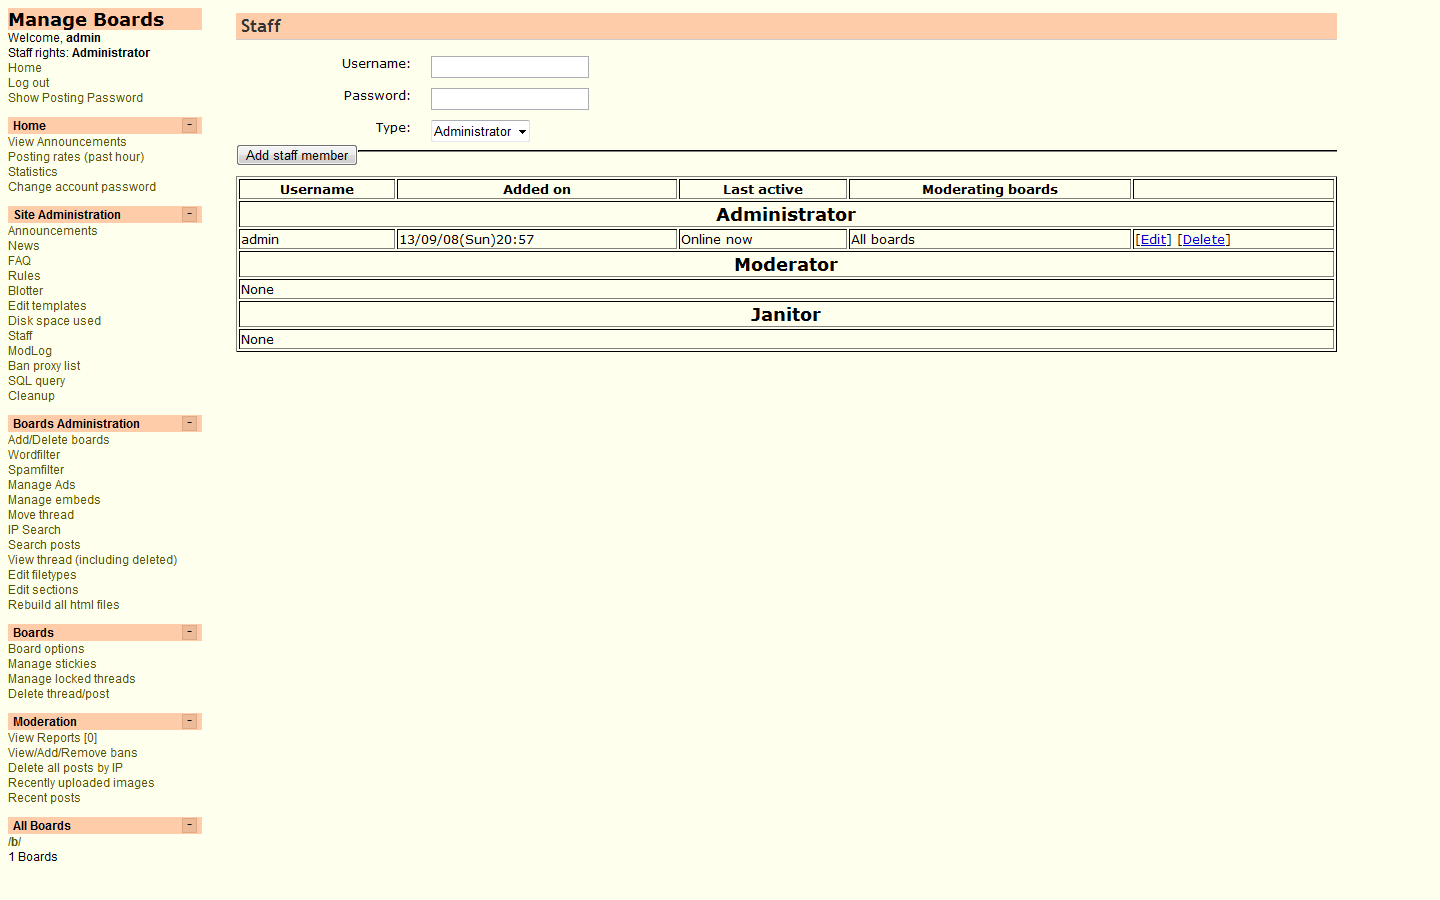 Manage Boards
Welcome, admin
Staff rights: Administrator
Home
Log out
Show Posting Password
Home -
View Announcements
Posting rates (past hour)
Statistics
Change account password
Site Administration -
Announcements
News
FAQ
Rules
Blotter
Edit templates
Disk space used
Staff
ModLog
Ban proxy list
SQL query
Cleanup
Boards Administration -
Add/Delete boards
Wordfilter
Spamfilter
Manage Ads
Manage embeds
Move thread
IP Search
Search posts
View thread (including deleted)
Edit filetypes
Edit sections
Rebuild all html files
Boards -
Board options
Manage stickies
Manage locked threads
Delete thread/post
Moderation -
View Reports [0]
View/Add/Remove bans
Delete all posts by IP
Recently uploaded images
Recent posts
All Boards -
/b/
1 Boards
Staff
Username:
Password:
Type: Administrator
Add staff member
Username Added on Last active Moderating boards
Administrator
admin 13/09/08(Sun)20:57 Online now All boards [Edit] [Delete]
Moderator
None
Janitor
None